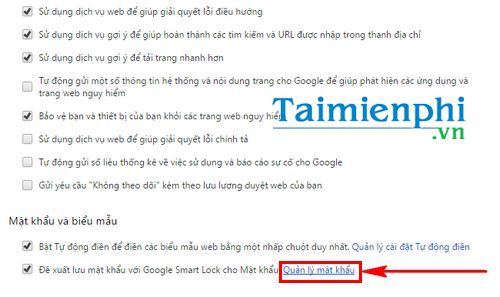 Sử dụng dịch vụ web để giúp giải quyết lỗi điều hướng
Sử dụng dịch vụ gợi ý để giúp hoàn thành các tìm kiếm và URL được nhập trong thanh địa chỉ
Sử dụng dịch vụ gợi ý để tải trang nhanh hơn
Tự động gửi một số thông tin hệ thống và nội dung trang cho Google để giúp phát hiện các ứng dụng và
trang web nguy hiểm
Bảo vệ bạn và thiết bị của bạn khỏi các trang web nguy hiểm
Taimienphi
.vn
Sử dụng dịch vụ web để giúp giải quyết lỗi chính tả
Tự động gửi số liệu thống kê về việc sử dụng và báo cáo sự cố cho Google
Gửi yêu cầu "Không theo dõi" kèm theo lưu lượng duyệt web của bạn
Mật khẩu và biểu mẫu
Bật Tự động điền để điền các biểu mẫu web bằng một nhấp chuột duy nhất. Quản lý cài đặt Tự động điền
Đề xuất lưu mật khẩu với Google Smart Lock cho Mật khẩu. Quản lý mật khẩu